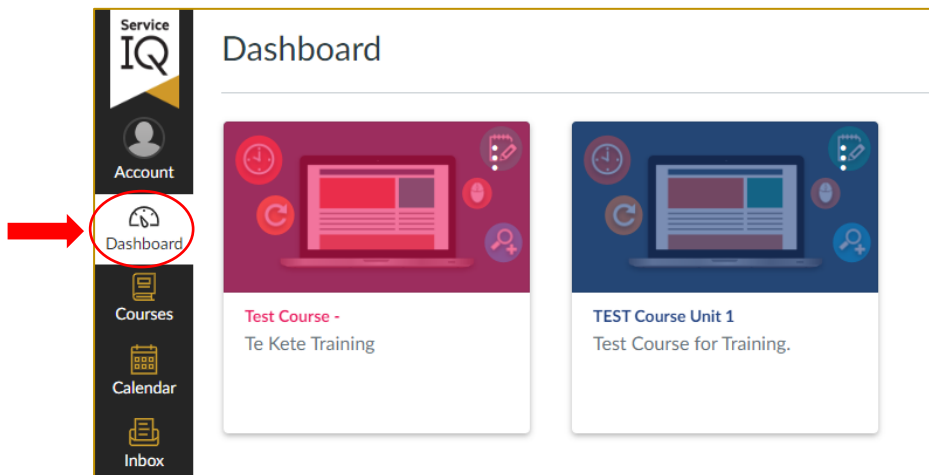 Service
IQ
Dashboard
Account
Dashboard
Courses
Calendar
Inbox
Test Course -
Te Kete Training
TEST Course Unit 1
Test Course for Training.